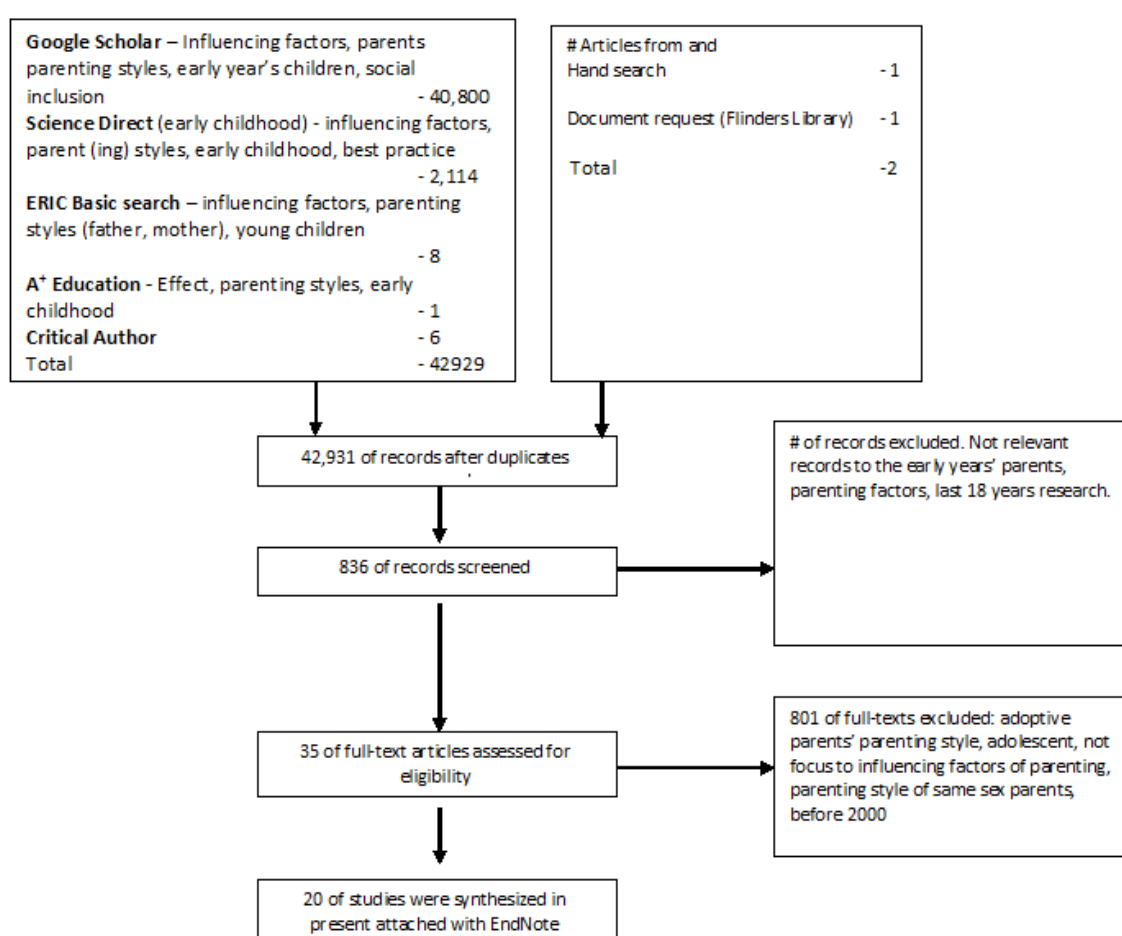 Google Scholar – Influencing factors, parents
parenting styles, early year's children, social
inclusion - 40,800
Science Direct (early childhood) - influencing factors,
parent (ing) styles, early childhood, best practice
- 2,114
ERIC Basic search – influencing factors, parenting
styles (father, mother), young children
- 8
A+ Education - Effect, parenting styles, early
childhood - 1
Critical Author - 6
Total - 42929
# Articles from and
Hand search - 1
Document request (Flinders Library) - 1
Total -2
42,931 of records after duplicates
# of records excluded. Not relevant
records to the early years' parents,
parenting factors, last 18 years research.
836 of records screened
801 of full-texts excluded: adoptive
parents' parenting style, adolescent, not
focus to influencing factors of parenting,
parenting style of same sex parents,
before 2000
35 of full-text articles assessed for
eligibility
20 of studies were synthesized in
present attached with EndNote